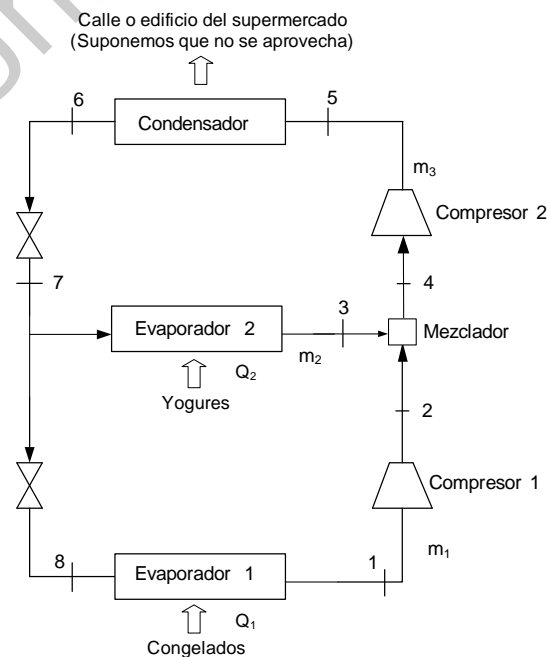 Calle o edificio del supermercado
(Suponemos que no se aprovecha)
6
5
Condensador
m₃
Compresor 2
7
4
3
Evaporador 2
Mezclador
m₂
Q₂
Yogures
2
Compresor 1
8
1
m₁
Evaporador 1
Q₁
Congelados